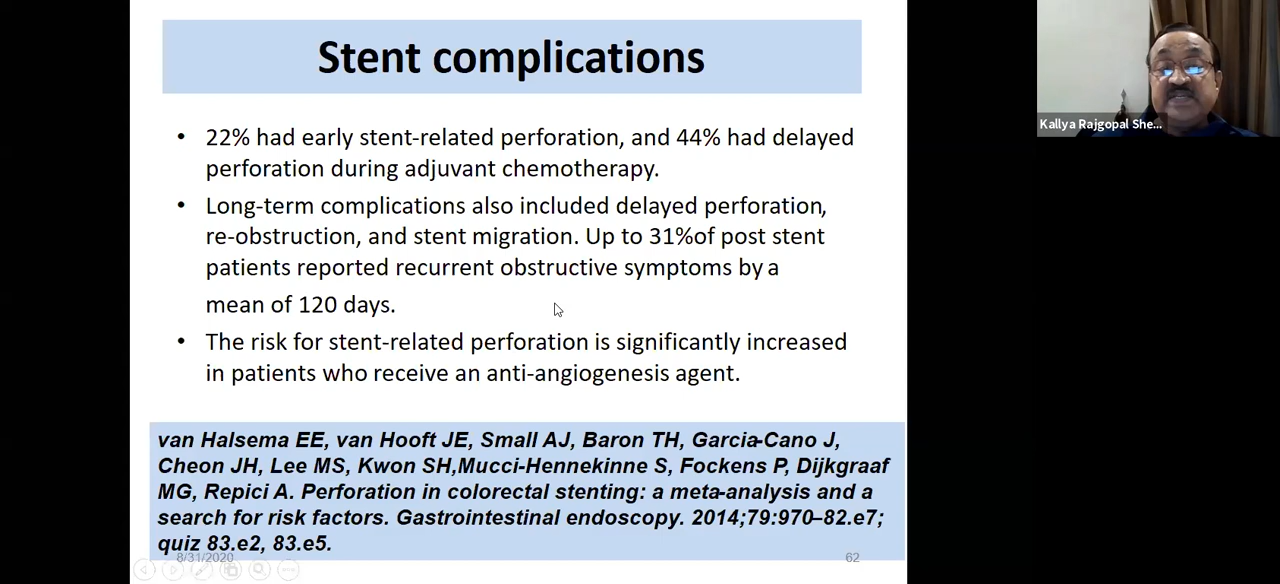 Stent complications
• 22% had early stent-related perforation, and 44% had delayed
perforation during adjuvant chemotherapy.
• Long-term complications also included delayed perforation,
re-obstruction, and stent migration. Up to 31%of post stent
patients reported recurrent obstructive symptoms by a
mean of 120 days.
• The risk for stent-related perforation is significantly increased
in patients who receive an anti-angiogenesis agent.
van Halsema EE, van Hooft JE, Small AJ, Baron TH, Garcia-Cano J,
Cheon JH, Lee MS, Kwon SH,Mucci-Hennekinne S, Fockens P, Dijkgraaf
MG, Repici A. Perforation in colorectal stenting: a meta-analysis and a
search for risk factors. Gastrointestinal endoscopy. 2014;79:970–82.e7;
quiz 83.e2, 83.e5.
8/31/2020
62
Kallya Rajgopal She...